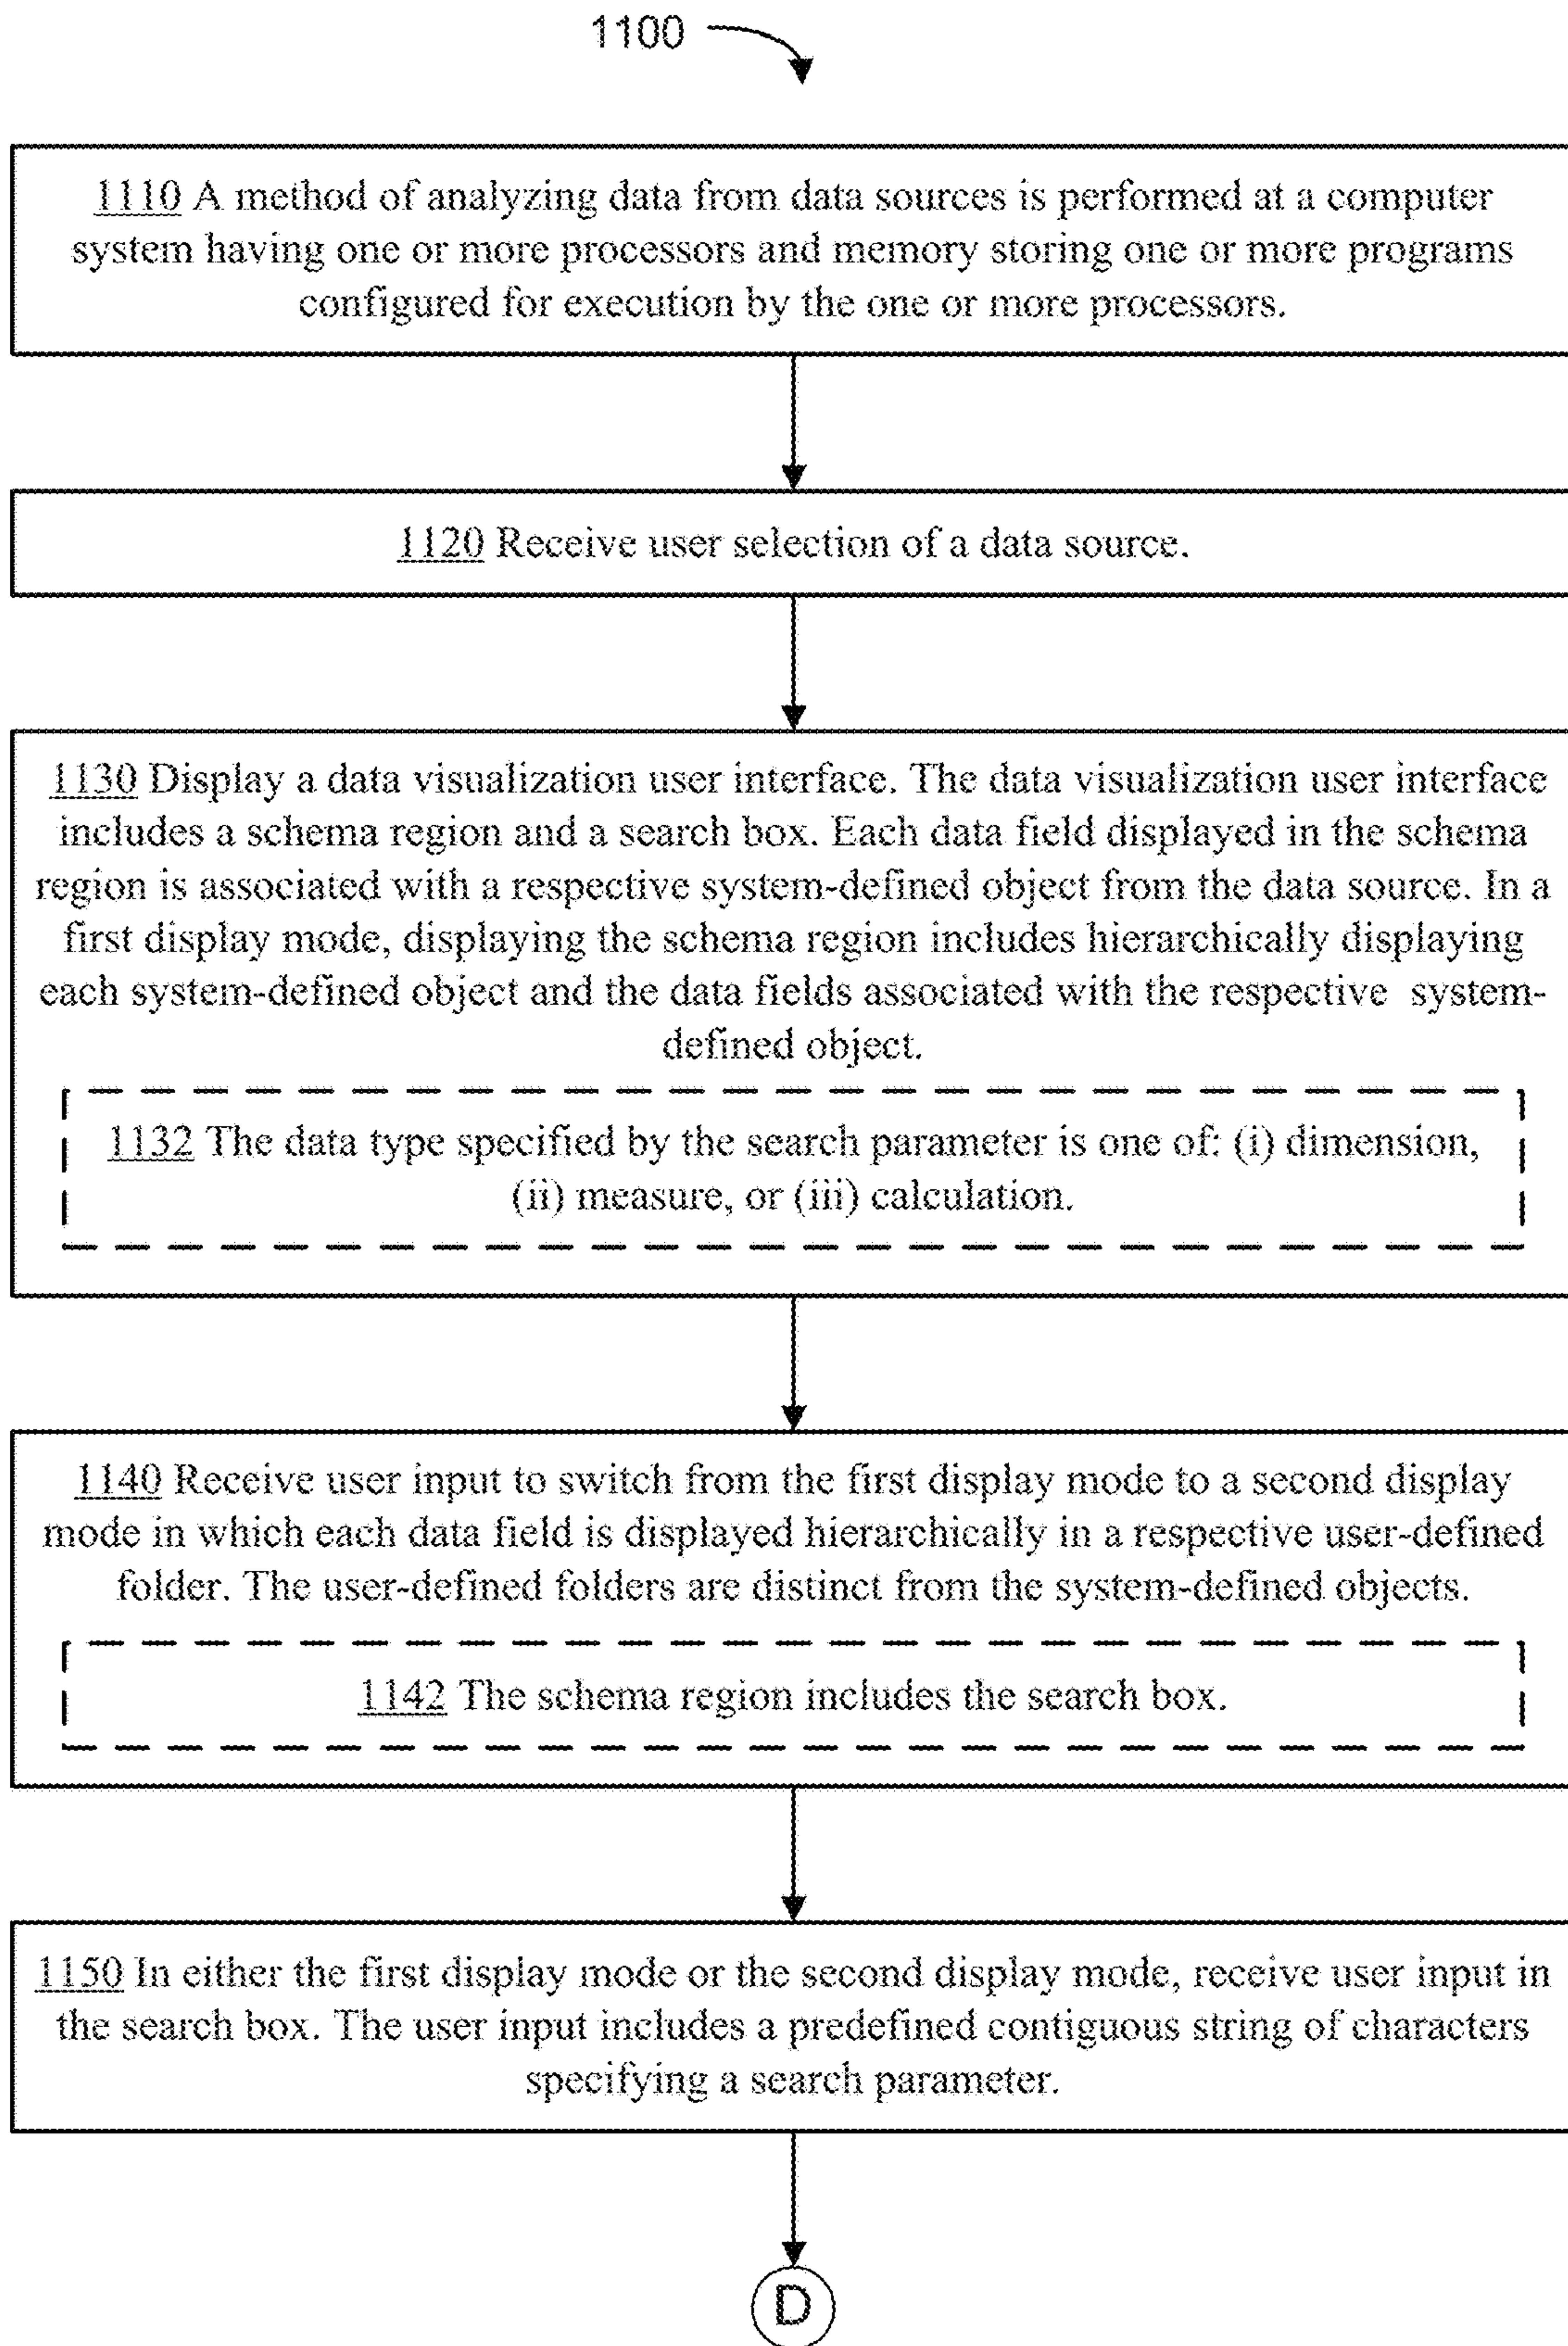 1100
1110 A method of analyzing data from data sources is performed at a computer
system having one or more processors and memory storing one or more programs
configured for execution by the one or more processors.
1120 Receive user selection of a data source.
1130 Display a data visualization user interface. The data visualization user interface
includes a schema region and a search box. Each data field displayed in the schema
region is associated with a respective system-defined object from the data source. In a
first display mode, displaying the schema region includes hierarchically displaying
each system-defined object and the data fields associated with the respective system-
defined object.
1132 The data type specified by the search parameter is one of: (i) dimension,
(ii) measure, or (iii) calculation.
1140 Receive user input to switch from the first display mode to a second display
mode in which each data field is displayed hierarchically in a respective user-defined
folder. The user-defined folders are distinct from the system-defined objects.
1142 The schema region includes the search box.
1150 In either the first display mode or the second display mode, receive user input in
the search box. The user input includes a predefined contiguous string of characters
specifying a search parameter.
D